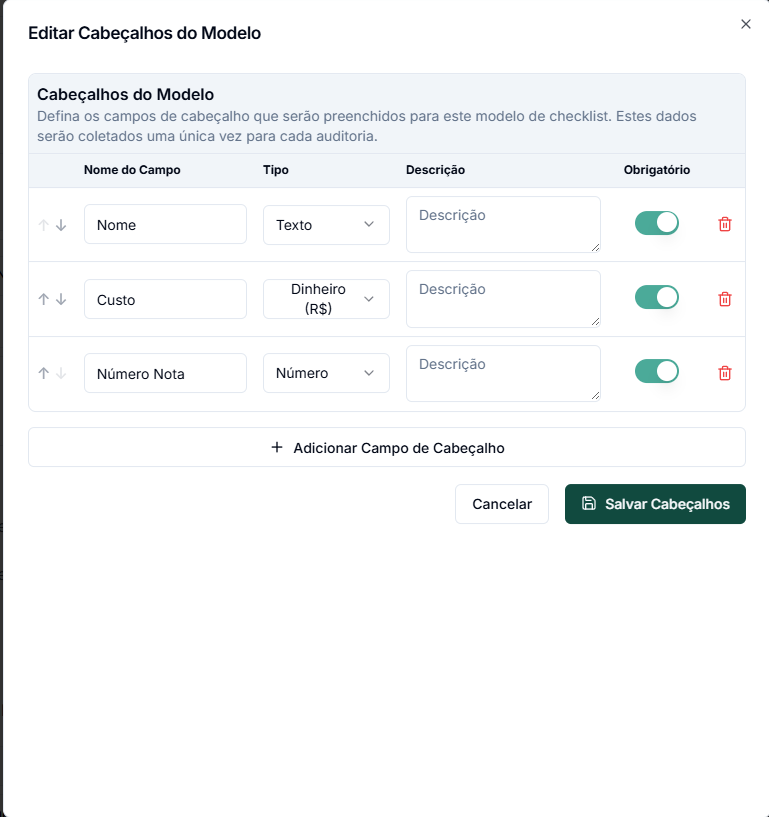 Editar Cabeçalhos do Modelo
Cabeçalhos do Modelo
Defina os campos de cabeçalho que serão preenchidos para este modelo de checklist. Estes dados
serão coletados uma única vez para cada auditoria.
Nome do Campo Tipo Descrição Obrigatório
Nome Texto Descrição
Custo Dinheiro (R$) Descrição
Número Nota Número Descrição
Adicionar Campo de Cabeçalho
Cancelar Salvar Cabeçalhos